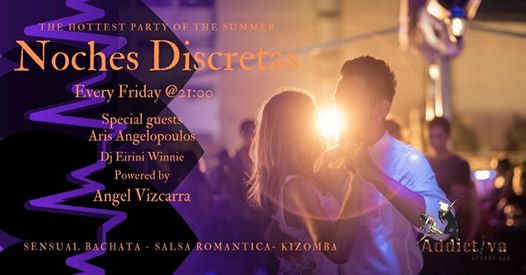 THE HOTTEST PARTY OF THE SUMMER
Noches Discretas
Every Friday @21:00
Special guests
Aris Angelopoulos
Dj Eirini Winnie
Powered by
Angel Vizcarra
SENSUAL BACHATA - SALSA ROMANTICA- KIZOMBA
Addictiva